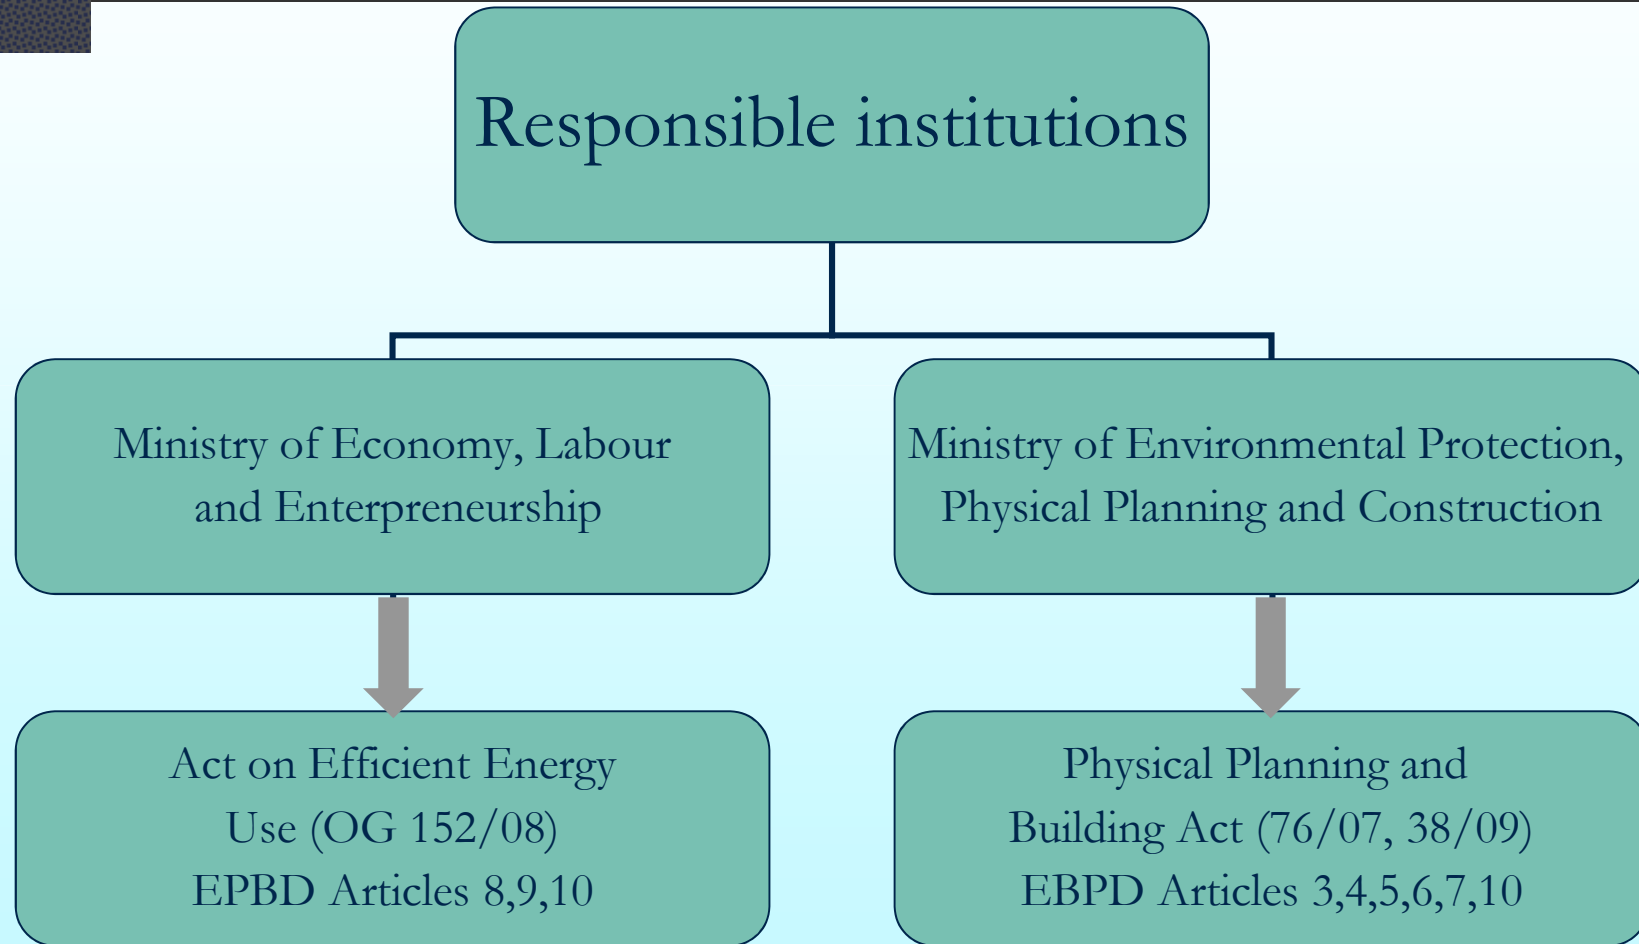 Responsible institutions
Ministry of Economy, Labour
and Enterpreneurship
Ministry of Environmental Protection,
Physical Planning and Construction
Act on Efficient Energy
Use (OG 152/08)
EPBD Articles 8,9,10
Physical Planning and
Building Act (76/07, 38/09)
EBPD Articles 3,4,5,6,7,10